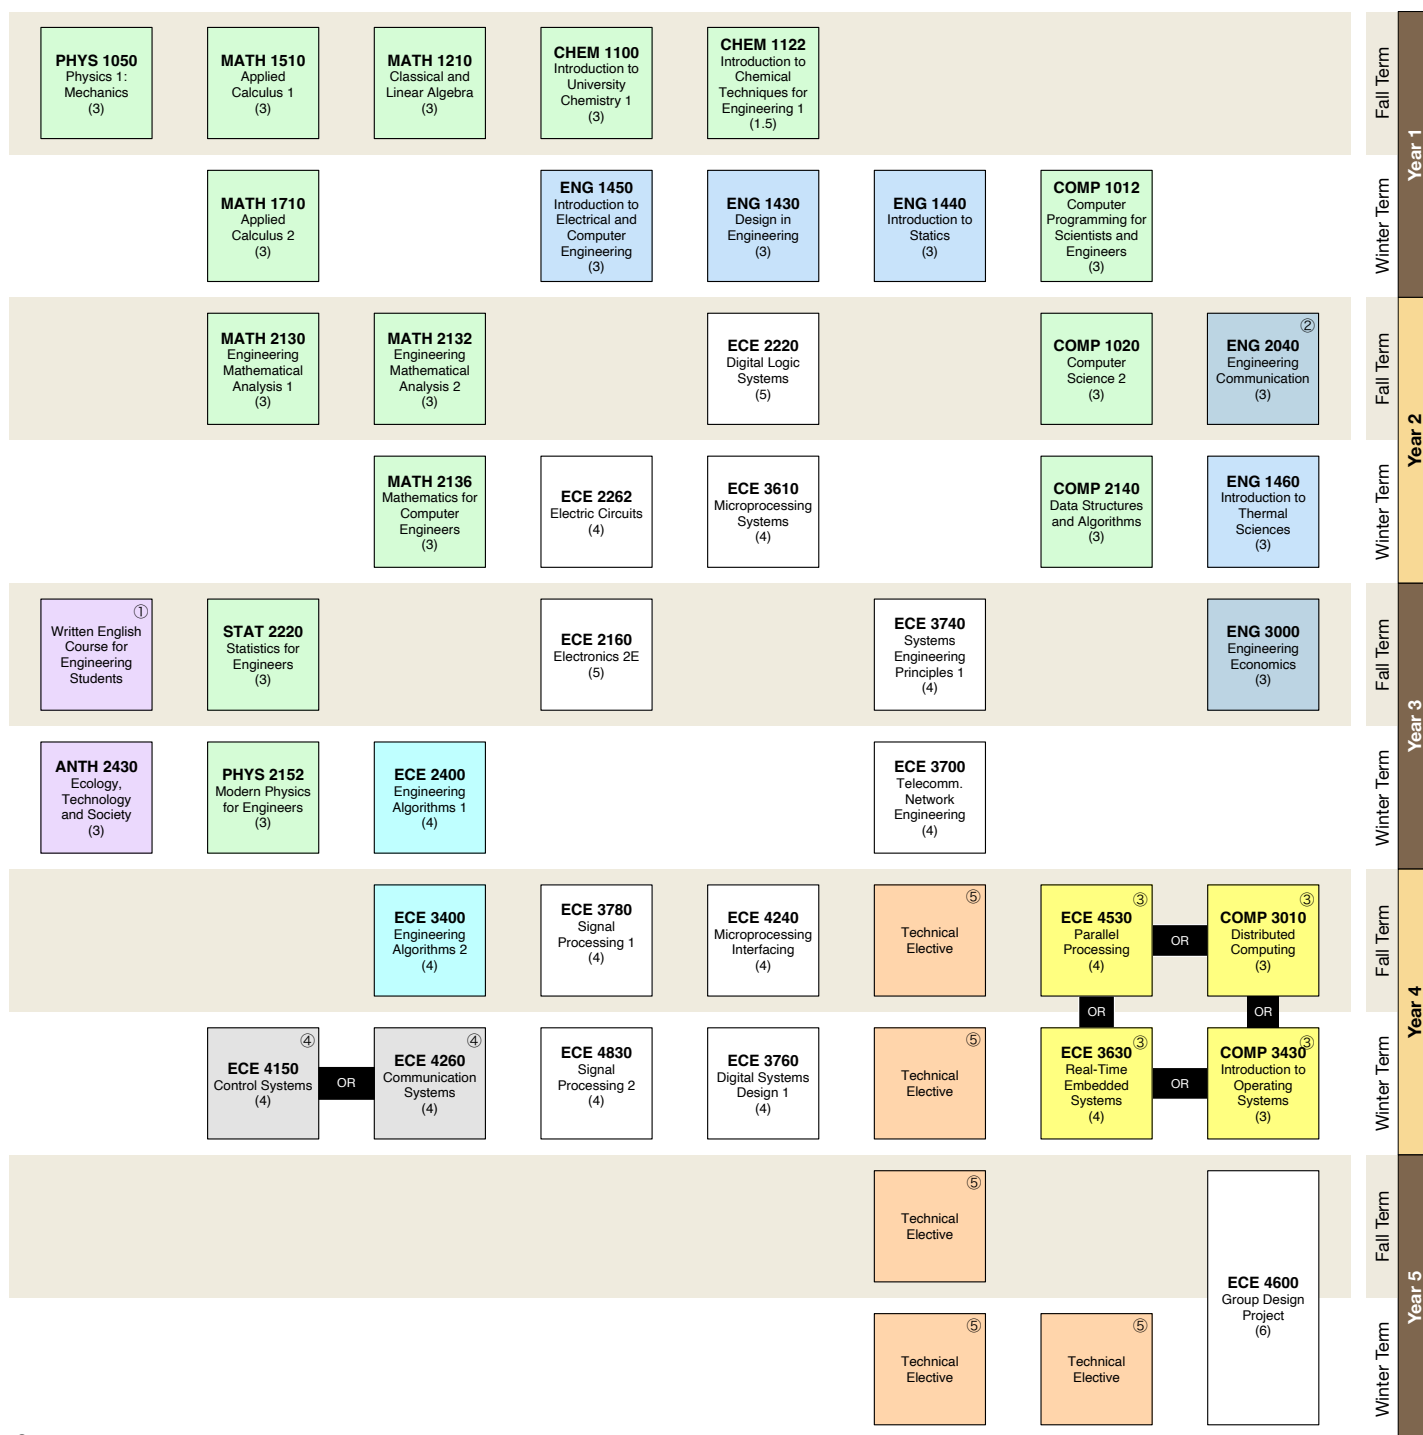 PHYS 1050
Physics 1:
Mechanics
(3)
MATH 1510
Applied
Calculus 1
(3)
MATH 1210
Classical and
Linear Algebra
(3)
CHEM 1100
Introduction to
University
Chemistry 1
(3)
CHEM 1122
Introduction to
Chemical
Techniques for
Engineering 1
(1.5)
Fall Term
Year 1
MATH 1710
Applied
Calculus 2
(3)
ENG 1450
Introduction to
Electrical and
Computer
Engineering
(3)
ENG 1430
Design in
Engineering
(3)
ENG 1440
Introduction to
Statics
(3)
COMP 1012
Computer
Programming for
Scientists and
Engineers
(3)
Winter Term
MATH 2130
Engineering
Mathematical
Analysis 1
(3)
MATH 2132
Engineering
Mathematical
Analysis 2
(3)
ECE 2220
Digital Logic
Systems
(5)
COMP 1020
Computer
Science 2
(3)
②
ENG 2040
Engineering
Communication
(3)
Fall Term
Year 2
MATH 2136
Mathematics for
Computer
Engineers
(3)
ECE 2262
Electric Circuits
(4)
ECE 3610
Microprocessing
Systems
(4)
COMP 2140
Data Structures
and Algorithms
(3)
ENG 1460
Introduction to
Thermal
Sciences
(3)
Winter Term
①
Written English
Course for
Engineering
Students
STAT 2220
Statistics for
Engineers
(3)
ECE 2160
Electronics 2E
(5)
ECE 3740
Systems
Engineering
Principles 1
(4)
ENG 3000
Engineering
Economics
(3)
Fall Term
Year 3
ANTH 2430
Ecology,
Technology
and Society
(3)
PHYS 2152
Modern Physics
for Engineers
(3)
ECE 2400
Engineering
Algorithms 1
(4)
ECE 3700
Telecomm.
Network
Engineering
(4)
Winter Term
ECE 3400
Engineering
Algorithms 2
(4)
ECE 3780
Signal
Processing 1
(4)
ECE 4240
Microprocessing
Interfacing
(4)
⑤
Technical
Elective
③
ECE 4530
Parallel
Processing
(4)
OR
③
COMP 3010
Distributed
Computing
(3)
Fall Term
OR
OR
Year 4
④
ECE 4150
Control Systems
(4)
OR
④
ECE 4260
Communication
Systems
(4)
ECE 4830
Signal
Processing 2
(4)
ECE 3760
Digital Systems
Design 1
(4)
⑤
Technical
Elective
③
ECE 3630
Real-Time
Embedded
Systems
(4)
OR
③
COMP 3430
Introduction to
Operating
Systems
(3)
Winter Term
⑤
Technical
Elective
ECE 4600
Group Design
Project
(6)
Fall Term
Year 5
⑤
Technical
Elective
⑤
Technical
Elective
Winter Term